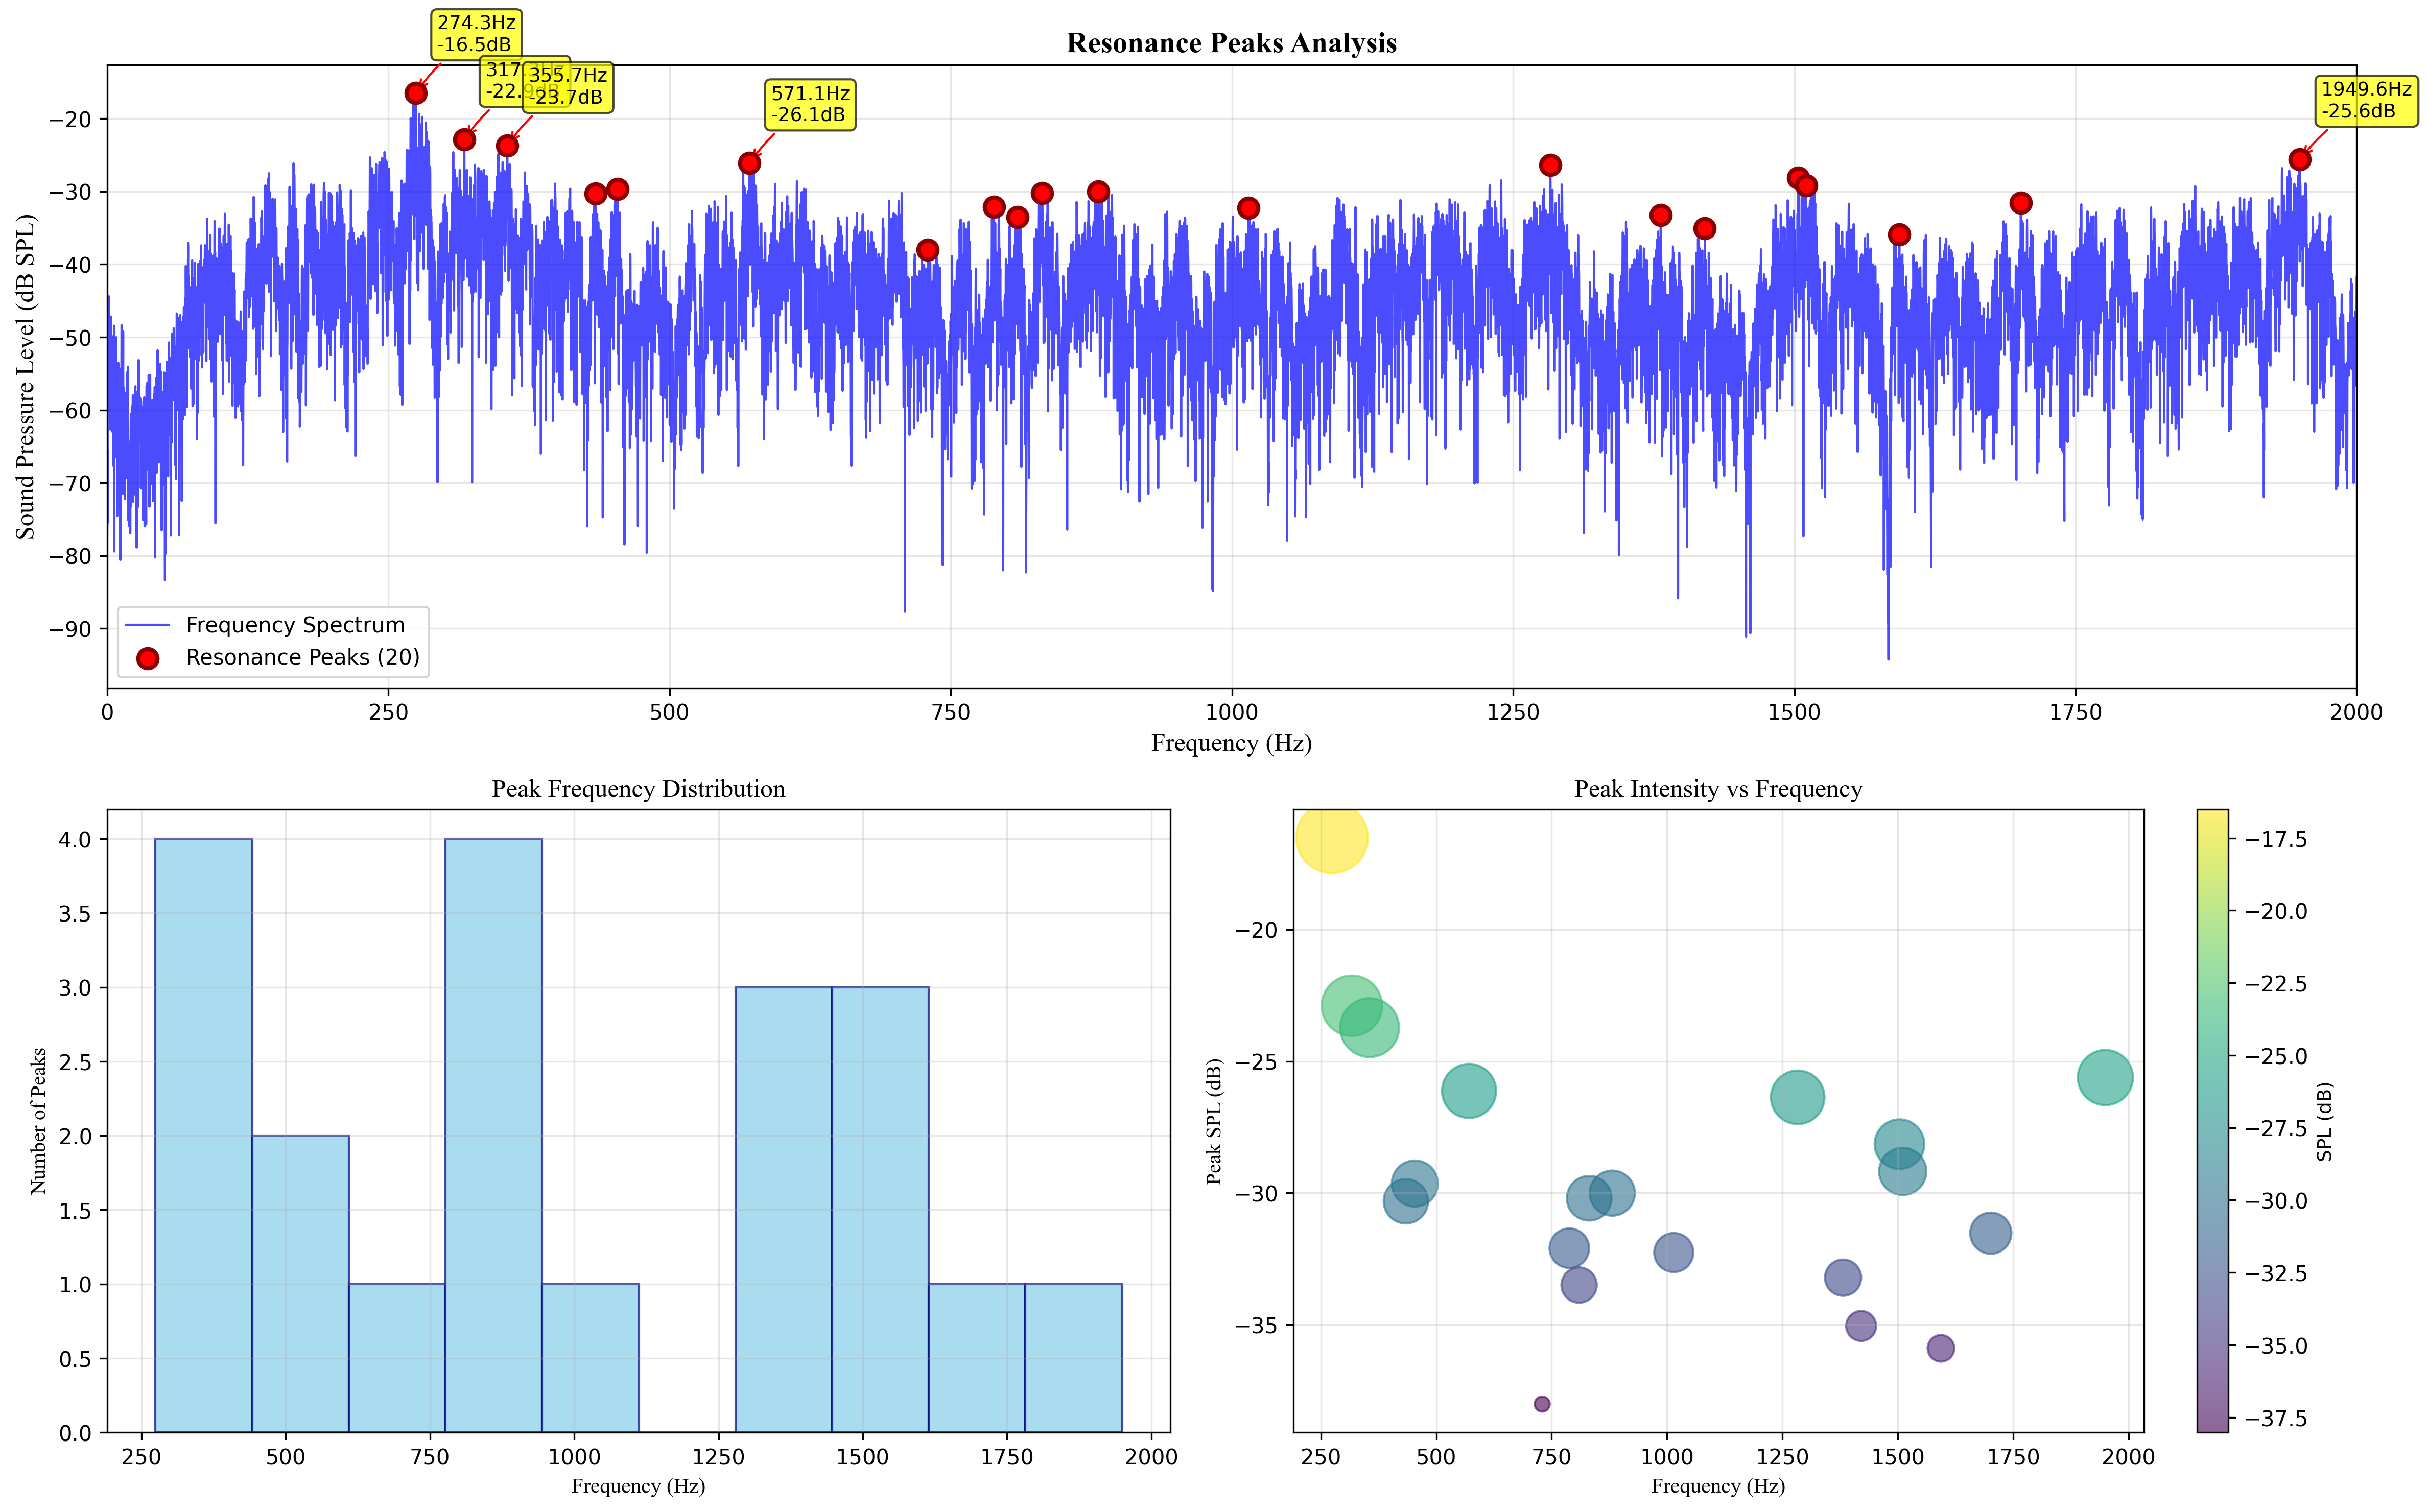 Resonance Peaks Analysis
274.3Hz
-16.5dB
355.7Hz
-23.7dB
571.1Hz
-26.1dB
1949.6Hz
-25.6dB
Sound Pressure Level (dB SPL)
−20
−30
−40
−50
−60
−70
−80
−90
Frequency Spectrum
Resonance Peaks (20)
0 250 500 750 1000 1250 1500 1750 2000
Frequency (Hz)
Peak Frequency Distribution
Number of Peaks
4.0
3.5
3.0
2.5
2.0
1.5
1.0
0.5
0.0
250 500 750 1000 1250 1500 1750 2000
Frequency (Hz)
Peak Intensity vs Frequency
Peak SPL (dB)
−20
−25
−30
−35
250 500 750 1000 1250 1500 1750 2000
Frequency (Hz)
−17.5
−20.0
−22.5
−25.0
−27.5
−30.0
−32.5
−35.0
−37.5
SPL (dB)